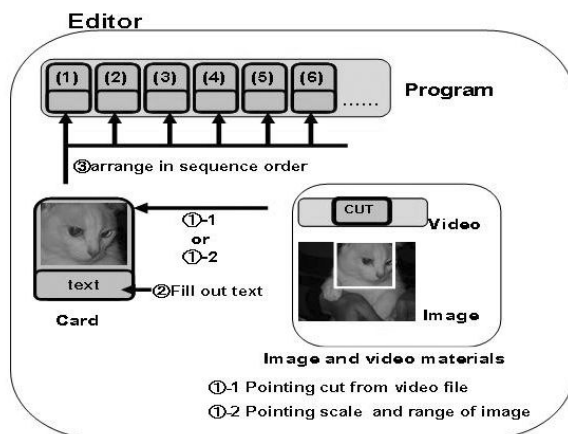 Editor
(1) (2) (3) (4) (5) (6)
......
Program
③arrange in sequence order
①-1
or
①-2
text
②Fill out text
Card
CUT
Video
Image
Image and video materials
①-1 Pointing cut from video file
①-2 Pointing scale and range of image